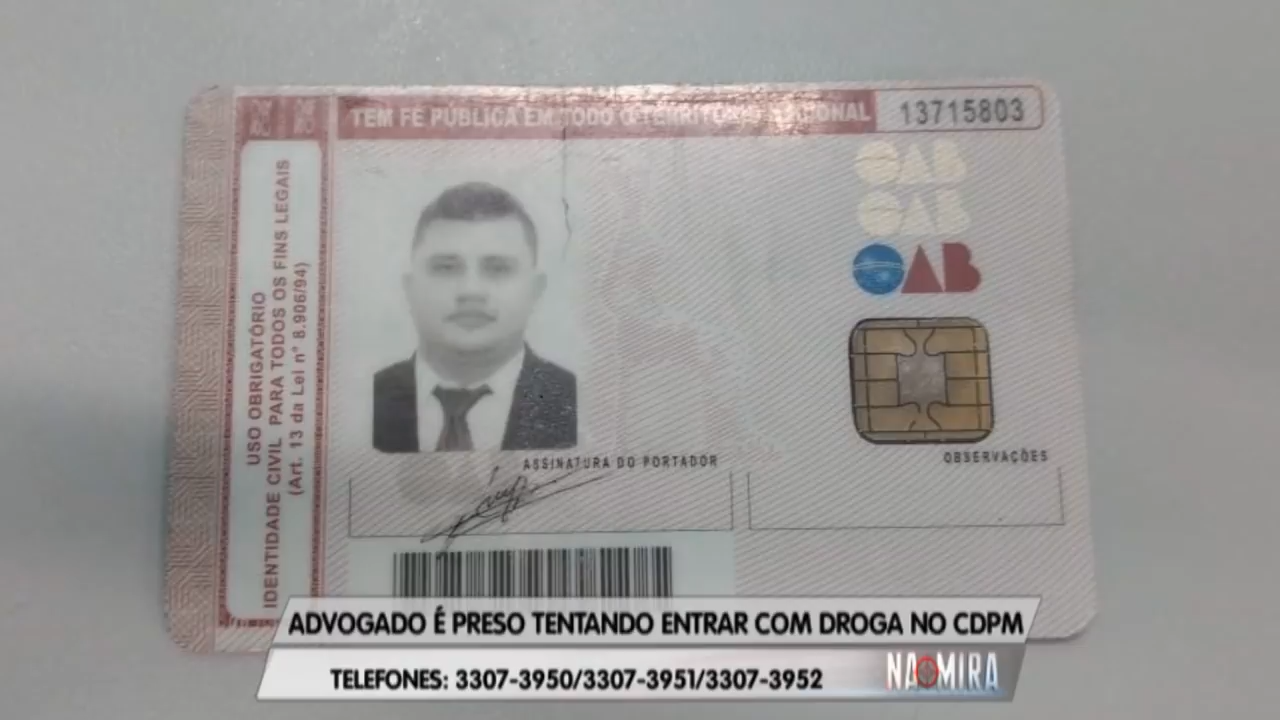 TEM FÉ PÚBLICA EM TODO O TERRITÓRIO NACIONAL
13715803
USO OBRIGATÓRIO
IDENTIDADE CIVIL PARA TODOS OS FINS LEGAIS
(Art. 13 da Lei nº 8.906/94)
OAB
OAB
OAB
ASSINATURA DO PORTADOR
OBSERVAÇÕES
ADVOGADO É PRESO TENTANDO ENTRAR COM DROGA NO CDPM
TELEFONES: 3307-3950/3307-3951/3307-3952
NA MIRA